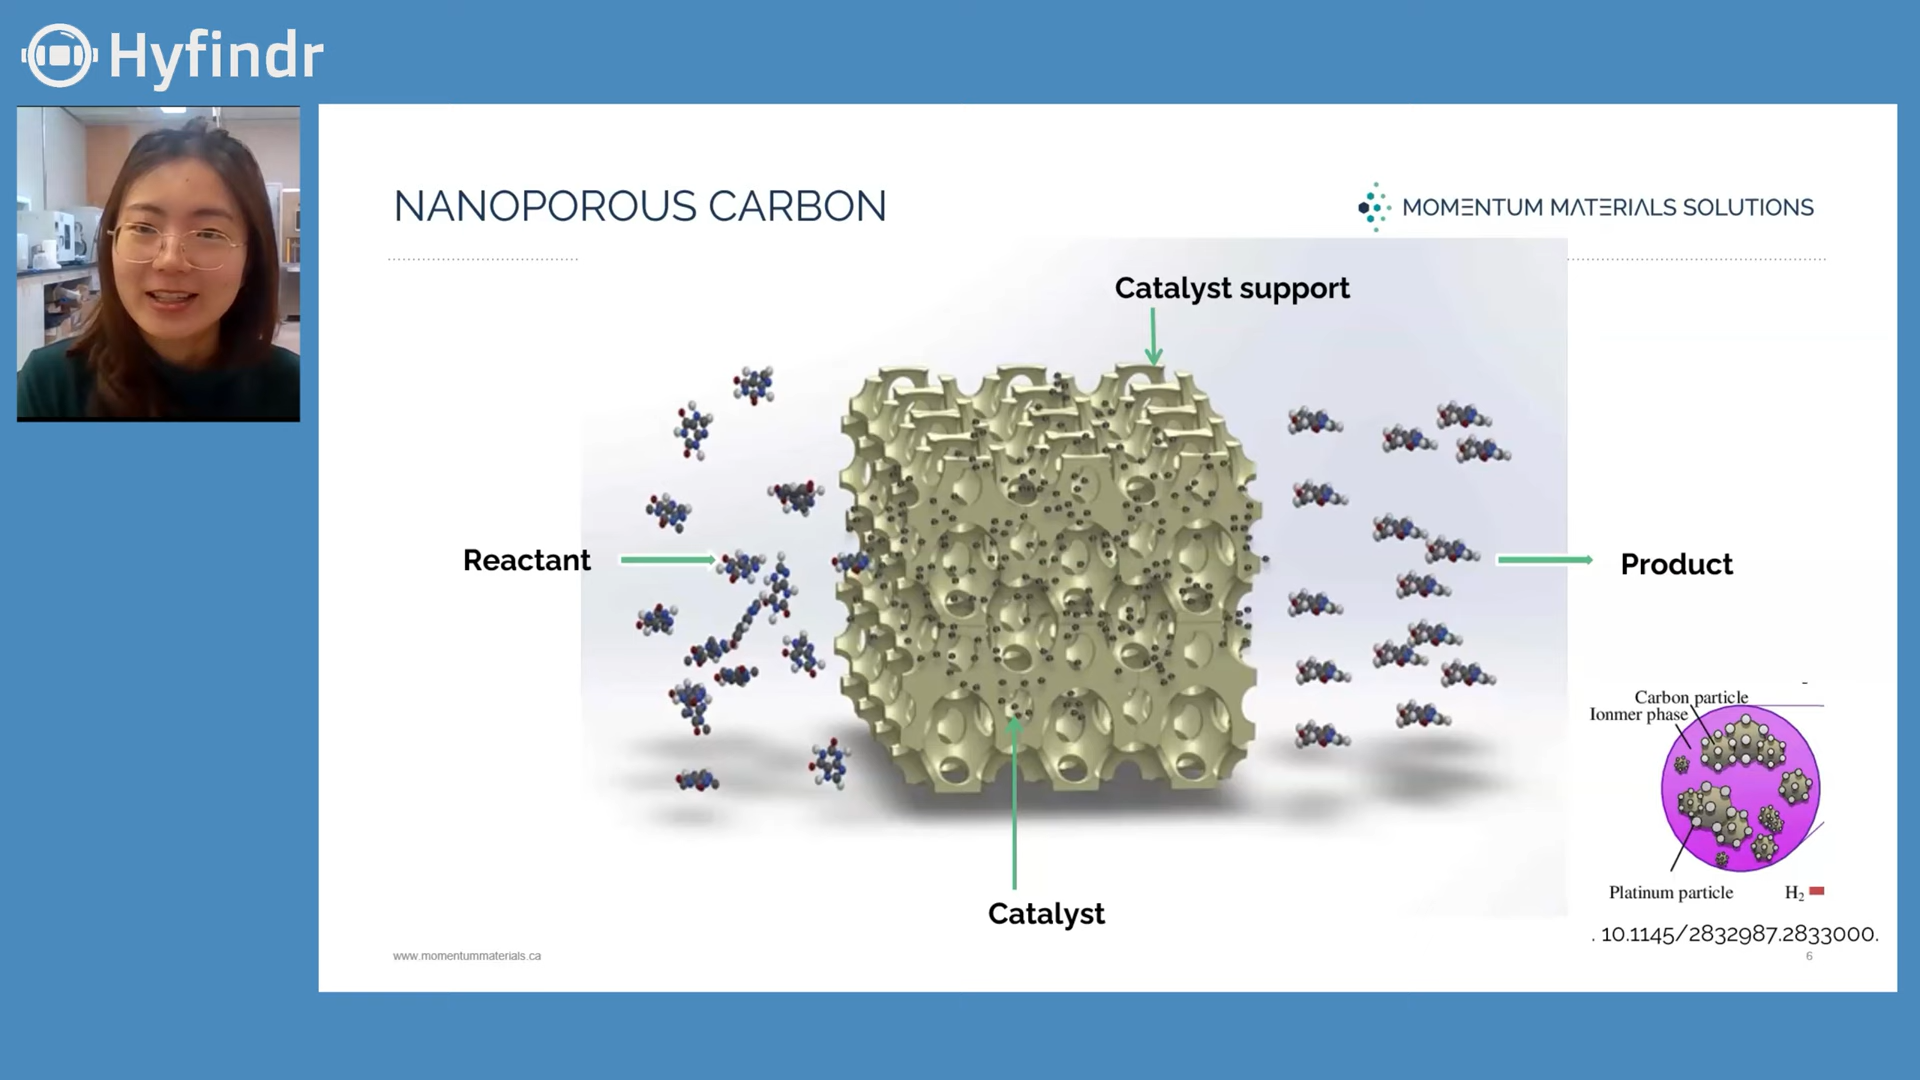 Hyfindr
NANOPOROUS CARBON
MOMENTUM MATERIALS SOLUTIONS
Catalyst support
Reactant
Product
Carbon particle
Ionmer phase
Platinum particle
H₂
Catalyst
. 10.1145/2832987.2833000.
www.momentummaterials.ca
6